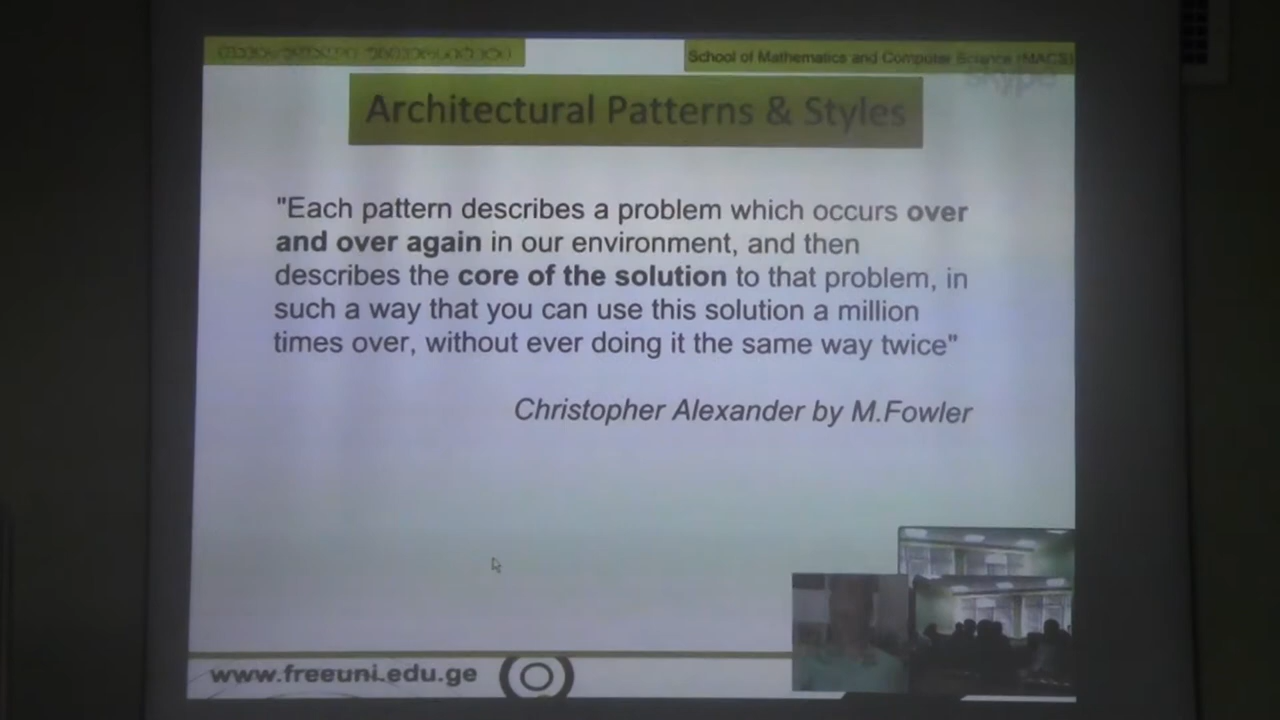 School of Mathematics and Computer Science (MACS)
skype
Architectural Patterns & Styles
"Each pattern describes a problem which occurs over
and over again in our environment, and then
describes the core of the solution to that problem, in
such a way that you can use this solution a million
times over, without ever doing it the same way twice"
Christopher Alexander by M.Fowler
www.freeuni.edu.ge